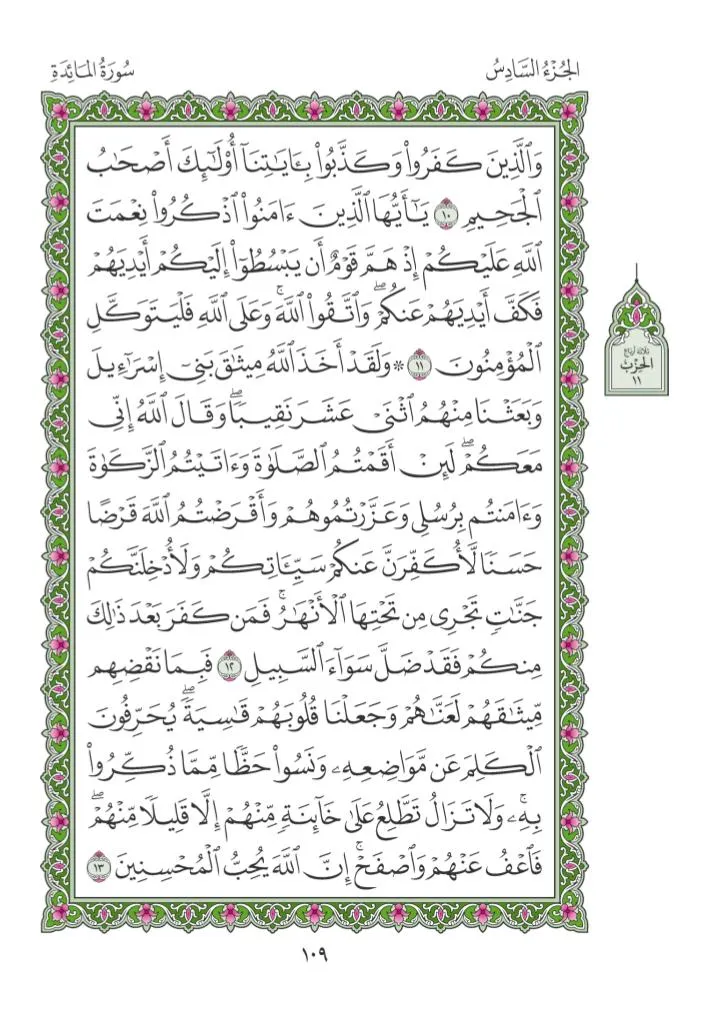 الجُزْءُ السَّادِسُ
سُورَةُ المَائِدَةِ
وَٱلَّذِينَ كَفَرُوا۟ وَكَذَّبُوا۟ بِـَٔايَـٰتِنَآ أُو۟لَـٰٓئِكَ أَصْحَـٰبُ
ٱلْجَحِيمِ ١٠ يَـٰٓأَيُّهَا ٱلَّذِينَ ءَامَنُوا۟ ٱذْكُرُوا۟ نِعْمَتَ
ٱللَّهِ عَلَيْكُمْ إِذْ هَمَّ قَوْمٌ أَن يَبْسُطُوٓا۟ إِلَيْكُمْ أَيْدِيَهُمْ
فَكَفَّ أَيْدِيَهُمْ عَنكُمْ ۖ وَٱتَّقُوا۟ ٱللَّهَ ۚ وَعَلَى ٱللَّهِ فَلْيَتَوَكَّلِ
ٱلْمُؤْمِنُونَ ١١ ۞ وَلَقَدْ أَخَذَ ٱللَّهُ مِيثَـٰقَ بَنِىٓ إِسْرَٰٓءِيلَ
وَبَعَثْنَا مِنْهُمُ ٱثْنَىْ عَشَرَ نَقِيبًا ۖ وَقَالَ ٱللَّهُ إِنِّى
مَعَكُمْ ۖ لَئِنْ أَقَمْتُمُ ٱلصَّلَوٰةَ وَءَاتَيْتُمُ ٱلزَّكَوٰةَ
وَءَامَنتُم بِرُسُلِى وَعَزَّرْتُمُوهُمْ وَأَقْرَضْتُمُ ٱللَّهَ قَرْضًا
حَسَنًا لَّأُكَفِّرَنَّ عَنكُمْ سَيِّـَٔاتِكُمْ وَلَأُدْخِلَنَّكُمْ
جَنَّـٰتٍ تَجْرِى مِن تَحْتِهَا ٱلْأَنْهَـٰرُ ۚ فَمَن كَفَرَ بَعْدَ ذَٰلِكَ
مِنكُمْ فَقَدْ ضَلَّ سَوَآءَ ٱلسَّبِيلِ ١٢ فَبِمَا نَقْضِهِم
مِّيثَـٰقَهُمْ لَعَنَّـٰهُمْ وَجَعَلْنَا قُلُوبَهُمْ قَـٰسِيَةً ۖ يُحَرِّفُونَ
ٱلْكَلِمَ عَن مَّوَاضِعِهِۦ ۙ وَنَسُوا۟ حَظًّا مِّمَّا ذُكِّرُوا۟
بِهِۦ ۚ وَلَا تَزَالُ تَطَّلِعُ عَلَىٰ خَآئِنَةٍ مِّنْهُمْ إِلَّا قَلِيلًا مِّنْهُمْ ۖ
فَٱعْفُ عَنْهُمْ وَٱصْفَحْ ۚ إِنَّ ٱللَّهَ يُحِبُّ ٱلْمُحْسِنِينَ ١٣
ثلاثة أرباع
الحِزْب
١١
١٠٩